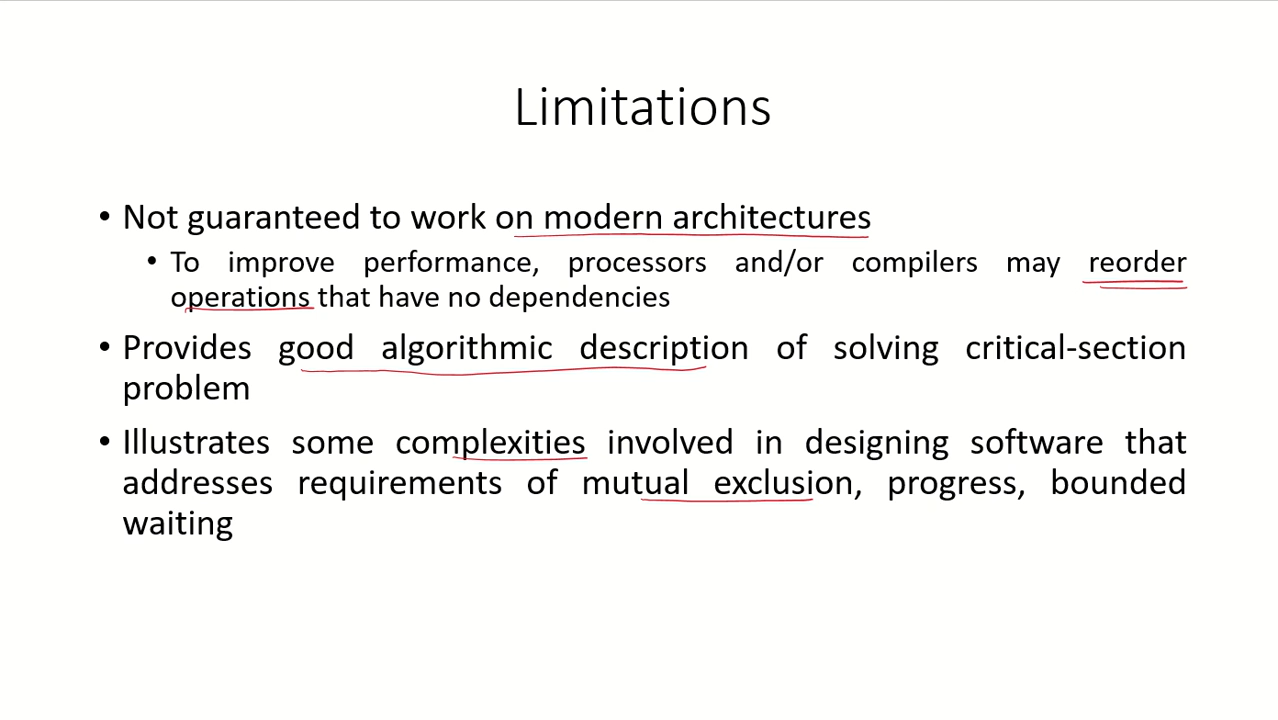 Limitations
• Not guaranteed to work on modern architectures
• To improve performance, processors and/or compilers may reorder
operations that have no dependencies
• Provides good algorithmic description of solving critical-section
problem
• Illustrates some complexities involved in designing software that
addresses requirements of mutual exclusion, progress, bounded
waiting